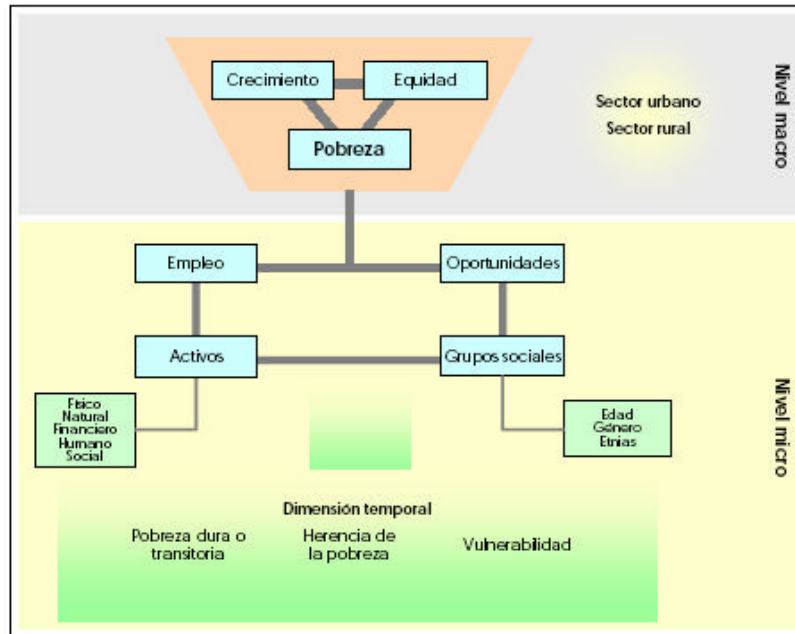 Crecimiento
Equidad
Pobreza
Sector urbano
Sector rural
Nivel macro
Empleo
Oportunidades
Activos
Grupos sociales
Físico
Natural
Financiero
Humano
Social
Edad
Género
Etnias
Nivel micro
Dimensión temporal
Pobreza dura o
transitoria
Herencia de
la pobreza
Vulnerabilidad